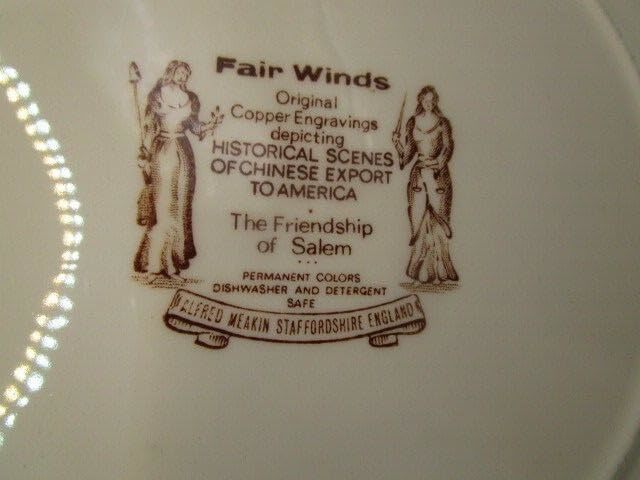 Fair Winds
Original
Copper Engravings
depicting
HISTORICAL SCENES
OF CHINESE EXPORT
TO AMERICA
The Friendship
of Salem
PERMANENT COLORS
DISHWASHER AND DETERGENT
SAFE
ALFRED MEAKIN STAFFORDSHIRE ENGLAND